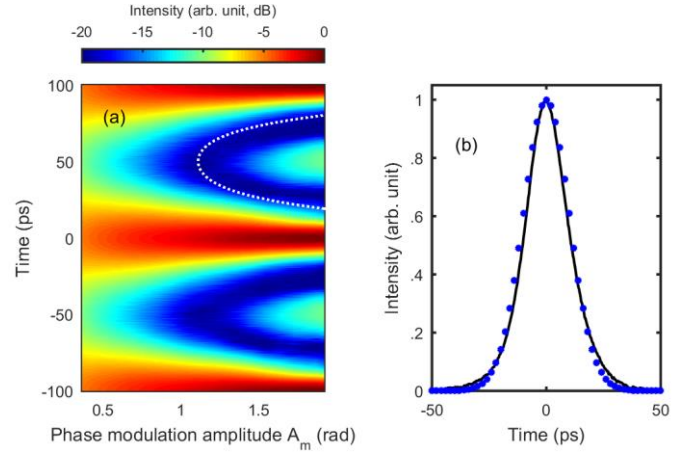 Intensity (arb. unit, dB)
-20 -15 -10 -5 0
(a)
100
50
0
-50
-100
Time (ps)
0.5 1 1.5
Phase modulation amplitude A_m (rad)
(b)
1
.8
.6
.4
.2
0
Intensity (arb. unit)
-50 0 50
Time (ps)